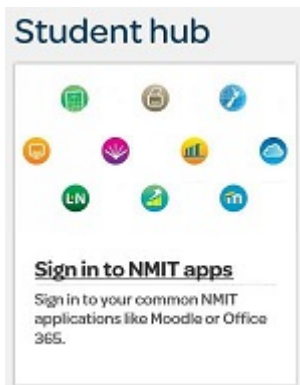 Student hub
L:N
m
Sign in to NMIT apps
Sign in to your common NMIT
applications like Moodle or Office
365.